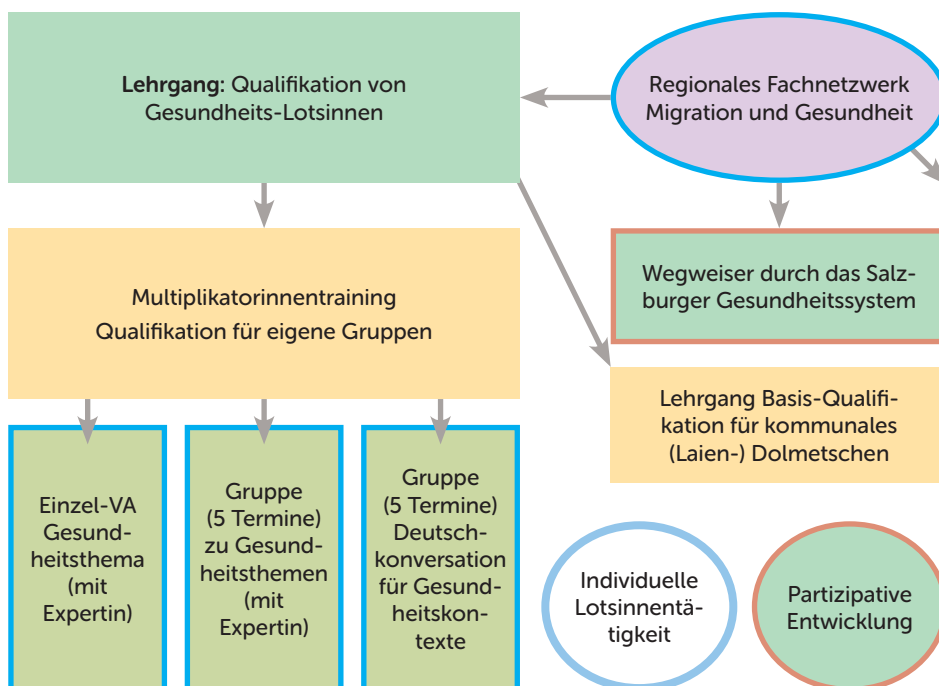 Lehrgang: Qualifikation von
Gesundheits-Lotsinnen
Regionales Fachnetzwerk
Migration und Gesundheit
Multiplikatorinnentraining
Qualifikation für eigene Gruppen
Wegweiser durch das Salz-
burger Gesundheitssystem
Lehrgang Basis-Qualifi-
kation für kommunales
(Laien-) Dolmetschen
Einzel-VA
Gesund-
heitsthema
(mit
Expertin)
Gruppe
(5 Termine)
zu Gesund-
heitsthemen
(mit
Expertin)
Gruppe
(5 Termine)
Deutsch-
konversation
für Gesund-
heitskon-
texte
Individuelle
Lotsinnentä-
tigkeit
Partizipative
Entwicklung